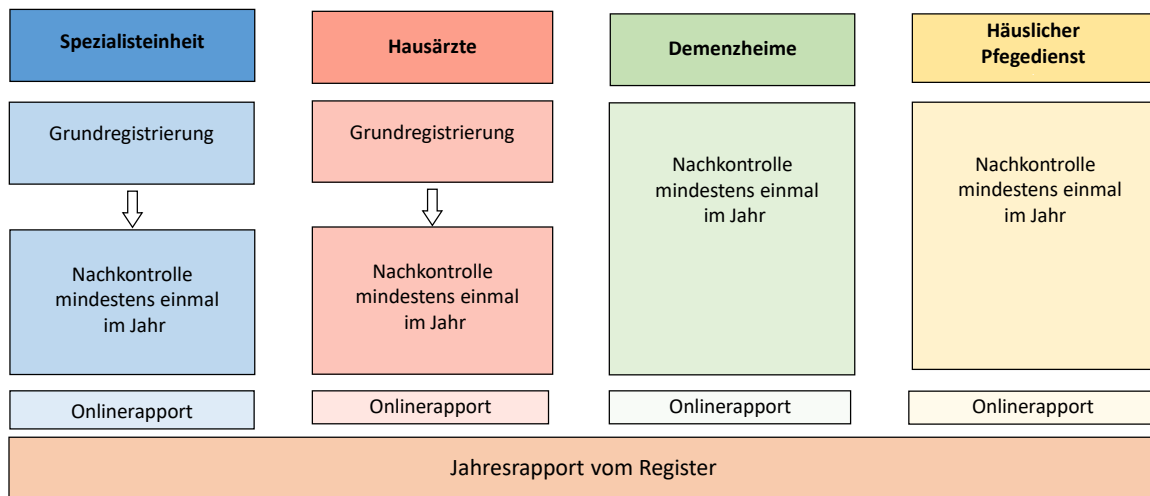 Spezialisteinheit
Hausärzte
Demenzheime
Häuslicher
Pfegedienst
Grundregistrierung
Grundregistrierung
Nachkontrolle
mindestens einmal
im Jahr
Nachkontrolle
mindestens einmal
im Jahr
Nachkontrolle
mindestens einmal
im Jahr
Nachkontrolle
mindestens einmal
im Jahr
Onlinerapport
Onlinerapport
Onlinerapport
Onlinerapport
Jahresrapport vom Register